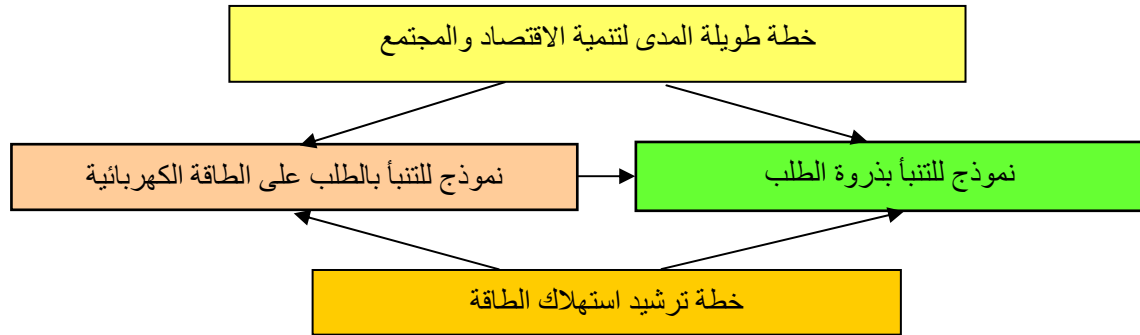 خطة طويلة المدى لتنمية الاقتصاد والمجتمع
نموذج للتنبأ بذروة الطلب
نموذج للتنبأ بالطلب على الطاقة الكهربائية
خطة ترشيد استهلاك الطاقة